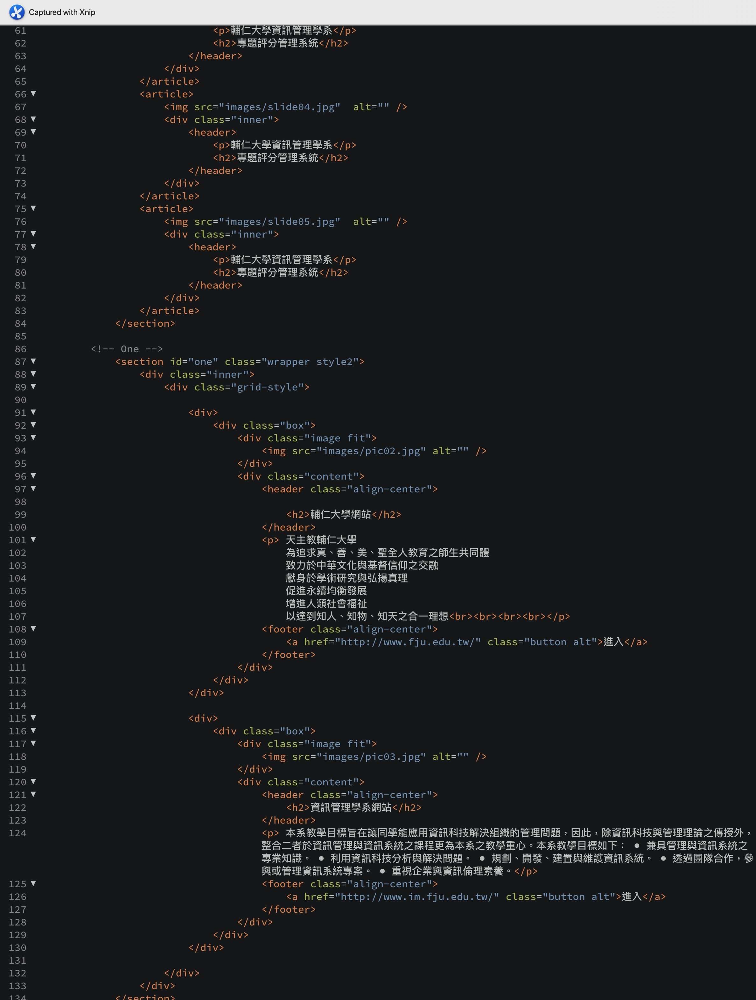 Captured with Xnip
61 <p>輔仁大學資訊管理學系</p>
62 <h2>專題評分管理系統</h2>
63 </header>
64 </div>
65 </article>
66 ▼ <article>
67 <img src="images/slide04.jpg"  alt="" />
68 ▼ <div class="inner">
69 ▼ <header>
70 <p>輔仁大學資訊管理學系</p>
71 <h2>專題評分管理系統</h2>
72 </header>
73 </div>
74 </article>
75 ▼ <article>
76 <img src="images/slide05.jpg"  alt="" />
77 ▼ <div class="inner">
78 ▼ <header>
79 <p>輔仁大學資訊管理學系</p>
80 <h2>專題評分管理系統</h2>
81 </header>
82 </div>
83 </article>
84 </section>
85
86 <!-- One -->
87 ▼ <section id="one" class="wrapper style2">
88 ▼ <div class="inner">
89 ▼ <div class="grid-style">
90
91 ▼ <div>
92 ▼ <div class="box">
93 ▼ <div class="image fit">
94 <img src="images/pic02.jpg" alt="" />
95 </div>
96 ▼ <div class="content">
97 ▼ <header class="align-center">
98
99 <h2>輔仁大學網站</h2>
100 </header>
101 ▼ <p> 天主教輔仁大學
102 為追求真、善、美、聖全人教育之師生共同體
103 致力於中華文化與基督信仰之交融
104 獻身於學術研究與弘揚真理
105 促進永續均衡發展
106 增進人類社會福祉
107 以達到知人、知物、知天之合一理想<br><br><br><br></p>
108 ▼ <footer class="align-center">
109 <a href="http://www.fju.edu.tw/" class="button alt">進入</a>
110 </footer>
111 </div>
112 </div>
113 </div>
114
115 ▼ <div>
116 ▼ <div class="box">
117 ▼ <div class="image fit">
118 <img src="images/pic03.jpg" alt="" />
119 </div>
120 ▼ <div class="content">
121 ▼ <header class="align-center">
122 <h2>資訊管理學系網站</h2>
123 </header>
124 <p> 本系教學目標旨在讓同學能應用資訊科技解決組織的管理問題，因此，除資訊科技與管理理論之傳授外，
整合二者於資訊管理與資訊系統之課程更為本系之教學重心。本系教學目標如下： ● 兼具管理與資訊系統之
專業知識。 ● 利用資訊科技分析與解決問題。 ● 規劃、開發、建置與維護資訊系統。 ● 透過團隊合作，參
與或管理資訊系統專案。 ● 重視企業與資訊倫理素養。</p>
125 ▼ <footer class="align-center">
126 <a href="http://www.im.fju.edu.tw/" class="button alt">進入</a>
127 </footer>
128 </div>
129 </div>
130 </div>
131
132 </div>
133 </div>
134 </section>